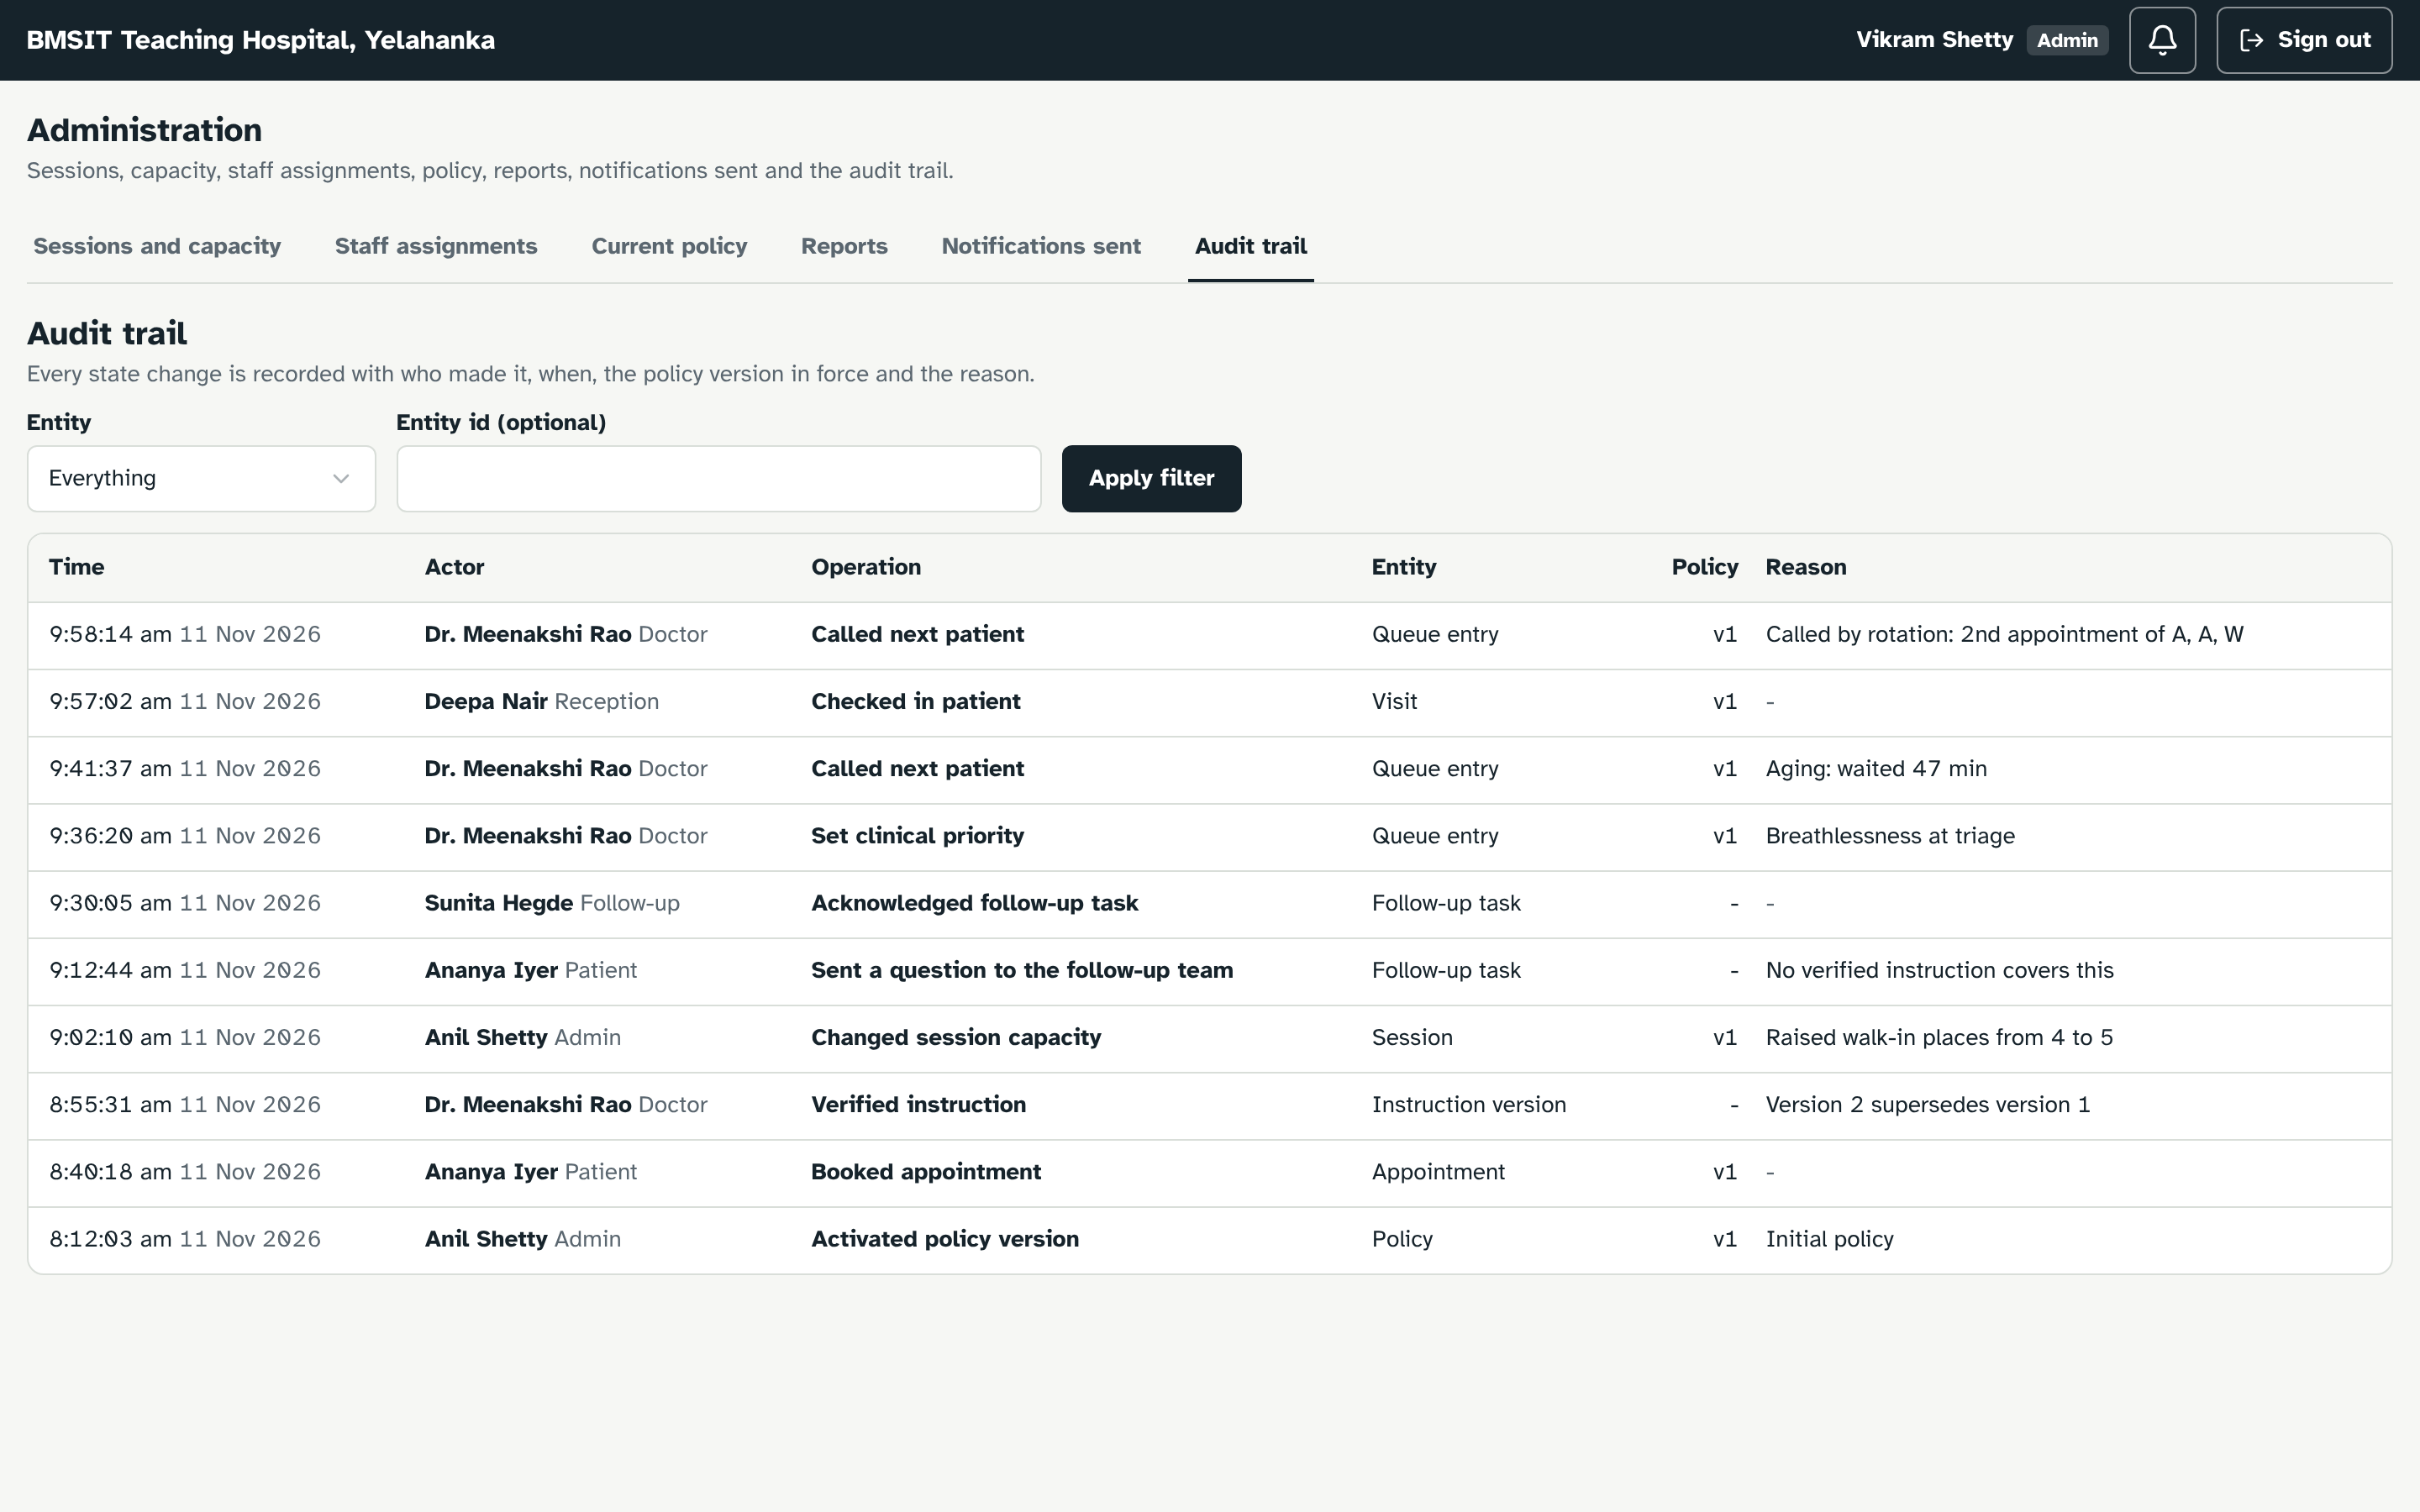 BMSIT Teaching Hospital, Yelahanka
Vikram Shetty Admin Sign out
Administration
Sessions, capacity, staff assignments, policy, reports, notifications sent and the audit trail.
Sessions and capacity Staff assignments Current policy Reports Notifications sent Audit trail
Audit trail
Every state change is recorded with who made it, when, the policy version in force and the reason.
Entity Entity id (optional)
Everything Apply filter
Time Actor Operation Entity Policy Reason
9:58:14 am 11 Nov 2026 Dr. Meenakshi Rao Doctor Called next patient Queue entry v1 Called by rotation: 2nd appointment of A, A, W
9:57:02 am 11 Nov 2026 Deepa Nair Reception Checked in patient Visit v1 -
9:41:37 am 11 Nov 2026 Dr. Meenakshi Rao Doctor Called next patient Queue entry v1 Aging: waited 47 min
9:36:20 am 11 Nov 2026 Dr. Meenakshi Rao Doctor Set clinical priority Queue entry v1 Breathlessness at triage
9:30:05 am 11 Nov 2026 Sunita Hegde Follow-up Acknowledged follow-up task Follow-up task - -
9:12:44 am 11 Nov 2026 Ananya Iyer Patient Sent a question to the follow-up team Follow-up task - No verified instruction covers this
9:02:10 am 11 Nov 2026 Anil Shetty Admin Changed session capacity Session v1 Raised walk-in places from 4 to 5
8:55:31 am 11 Nov 2026 Dr. Meenakshi Rao Doctor Verified instruction Instruction version - Version 2 supersedes version 1
8:40:18 am 11 Nov 2026 Ananya Iyer Patient Booked appointment Appointment v1 -
8:12:03 am 11 Nov 2026 Anil Shetty Admin Activated policy version Policy v1 Initial policy